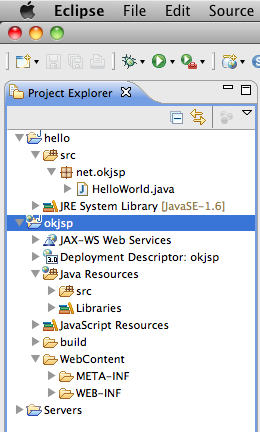 Eclipse File Edit Source
Project Explorer
hello
src
net.okjsp
HelloWorld.java
JRE System Library [JavaSE-1.6]
okjsp
JAX-WS Web Services
Deployment Descriptor: okjsp
Java Resources
src
Libraries
JavaScript Resources
build
WebContent
META-INF
WEB-INF
Servers